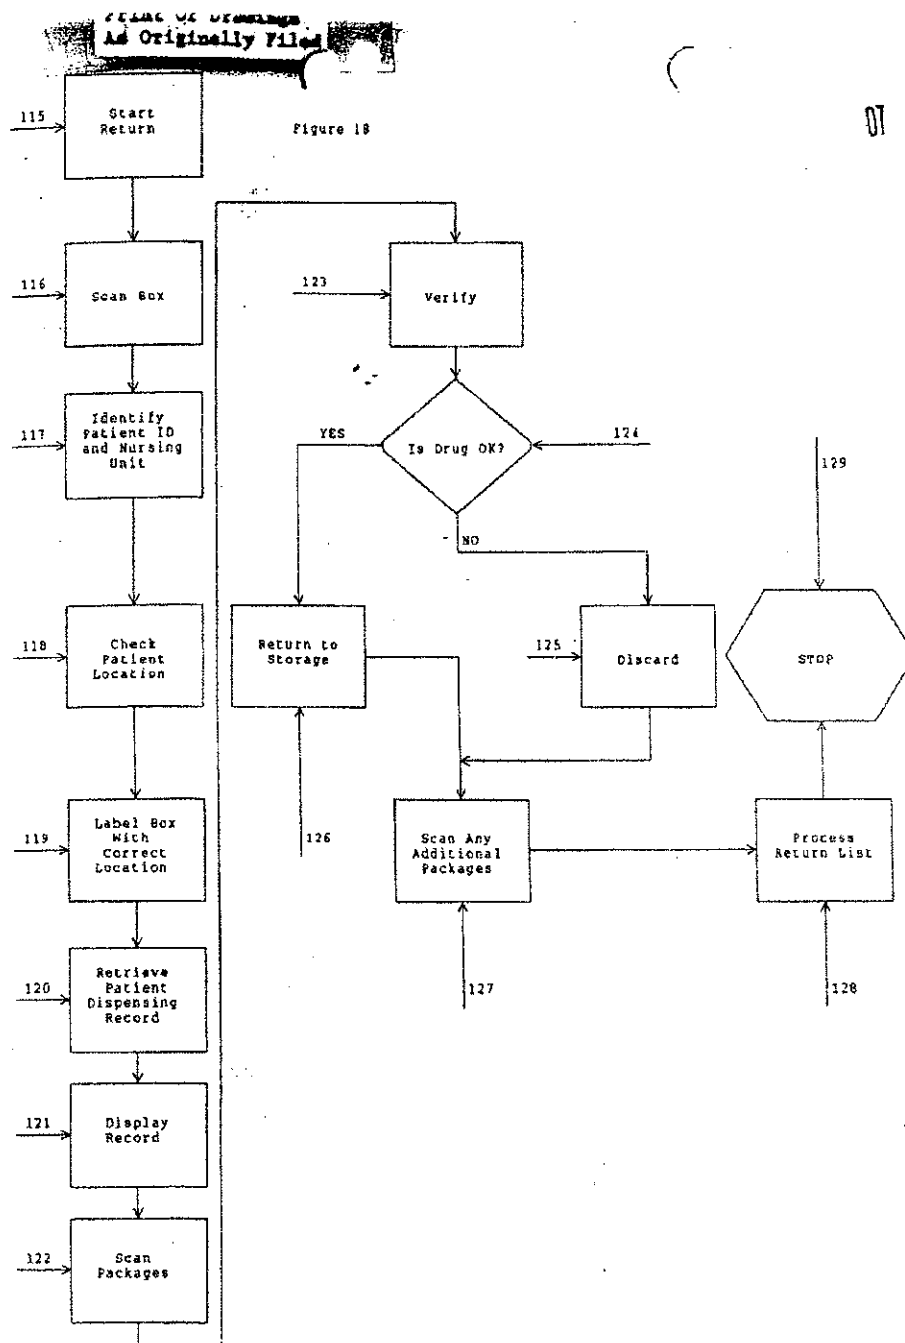 Print Of Drawings
As Originally Filed
115
Start
Return
Figure 18
116
Scan Box
123
Verify
117
Identify
Patient ID
and Nursing
Unit
YES
Is Drug OK?
124
129
NO
118
Check
Patient
Location
Return to
Storage
125
Discard
STOP
119
Label Box
With
Correct
Location
126
Scan Any
Additional
Packages
Process
Return List
120
Retrieve
Patient
Dispensing
Record
127
128
121
Display
Record
122
Scan
Packages